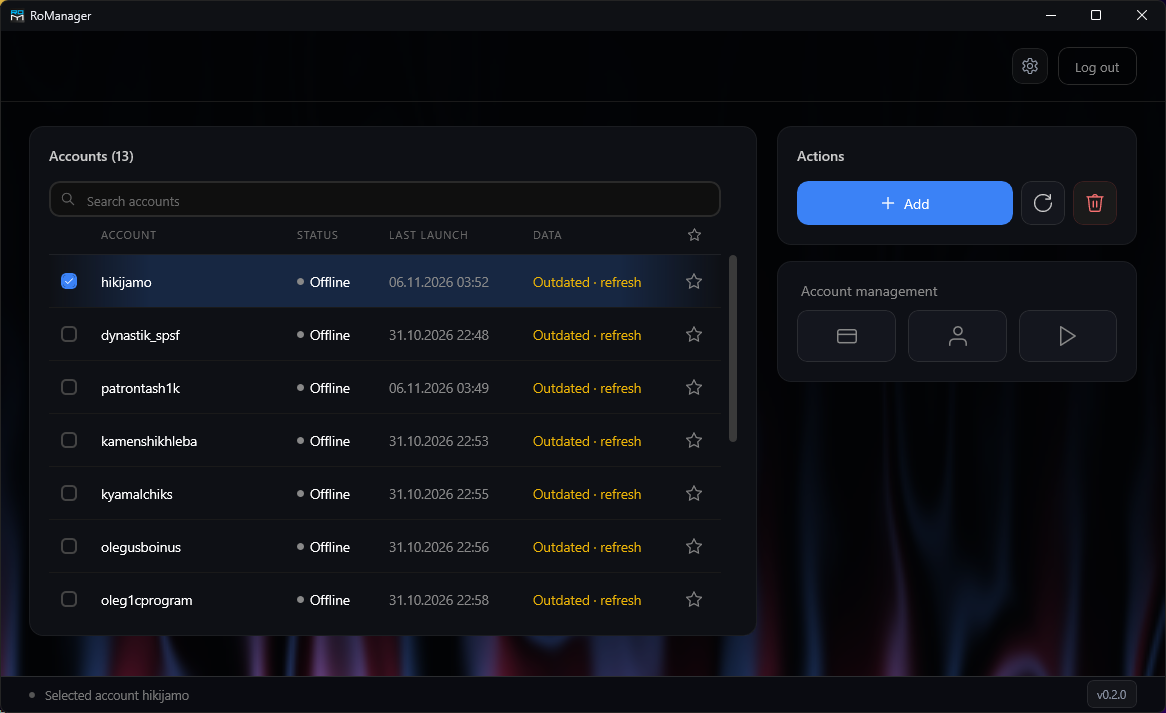 RoManager
Log out
Accounts (13)
Search accounts
ACCOUNT STATUS LAST LAUNCH DATA
hikijamo Offline 06.11.2026 03:52 Outdated · refresh
dynastik_spsf Offline 31.10.2026 22:48 Outdated · refresh
patrontash1k Offline 06.11.2026 03:49 Outdated · refresh
kamenshikhleba Offline 31.10.2026 22:53 Outdated · refresh
kyamalchiks Offline 31.10.2026 22:55 Outdated · refresh
olegusboinus Offline 31.10.2026 22:56 Outdated · refresh
oleg1cprogram Offline 31.10.2026 22:58 Outdated · refresh
Actions
Add
Account management
Selected account hikijamo
v0.2.0